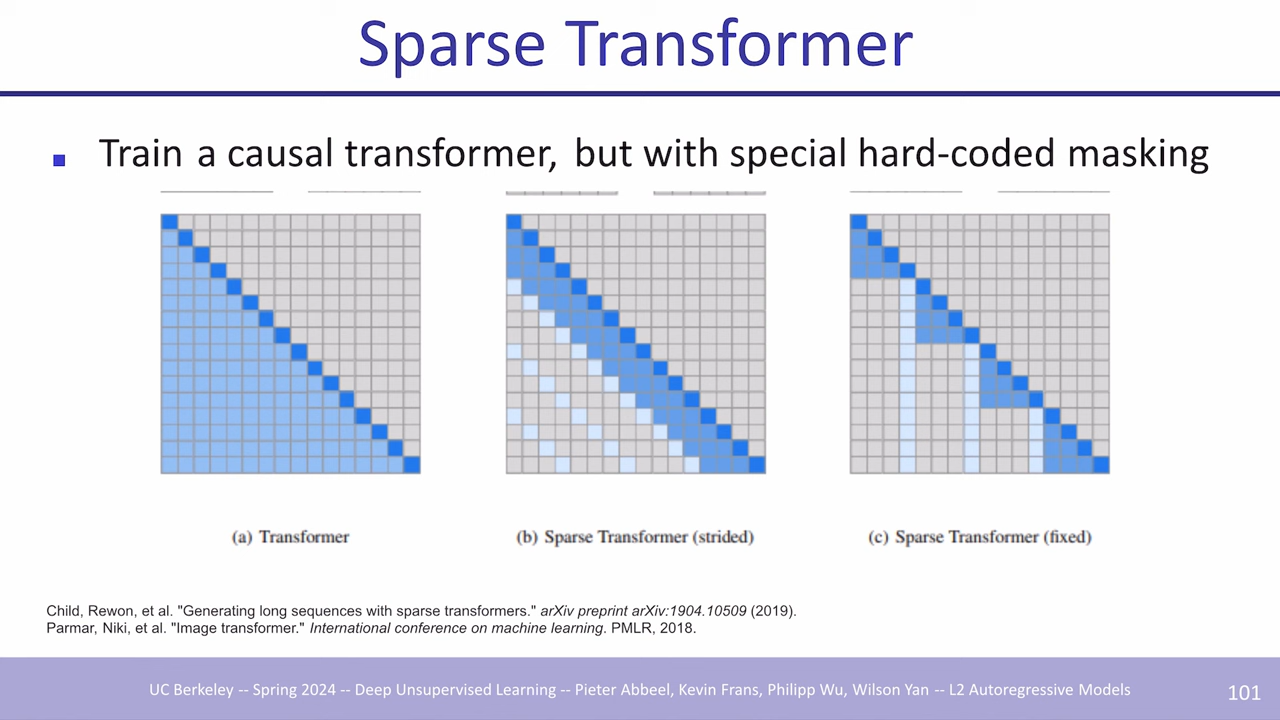 Sparse Transformer
▪ Train a causal transformer, but with special hard-coded masking
(a) Transformer
(b) Sparse Transformer (strided)
(c) Sparse Transformer (fixed)
Child, Rewon, et al. "Generating long sequences with sparse transformers." arXiv preprint arXiv:1904.10509 (2019).
Parmar, Niki, et al. "Image transformer." International conference on machine learning. PMLR, 2018.
UC Berkeley -- Spring 2024 -- Deep Unsupervised Learning -- Pieter Abbeel, Kevin Frans, Philipp Wu, Wilson Yan -- L2 Autoregressive Models
101